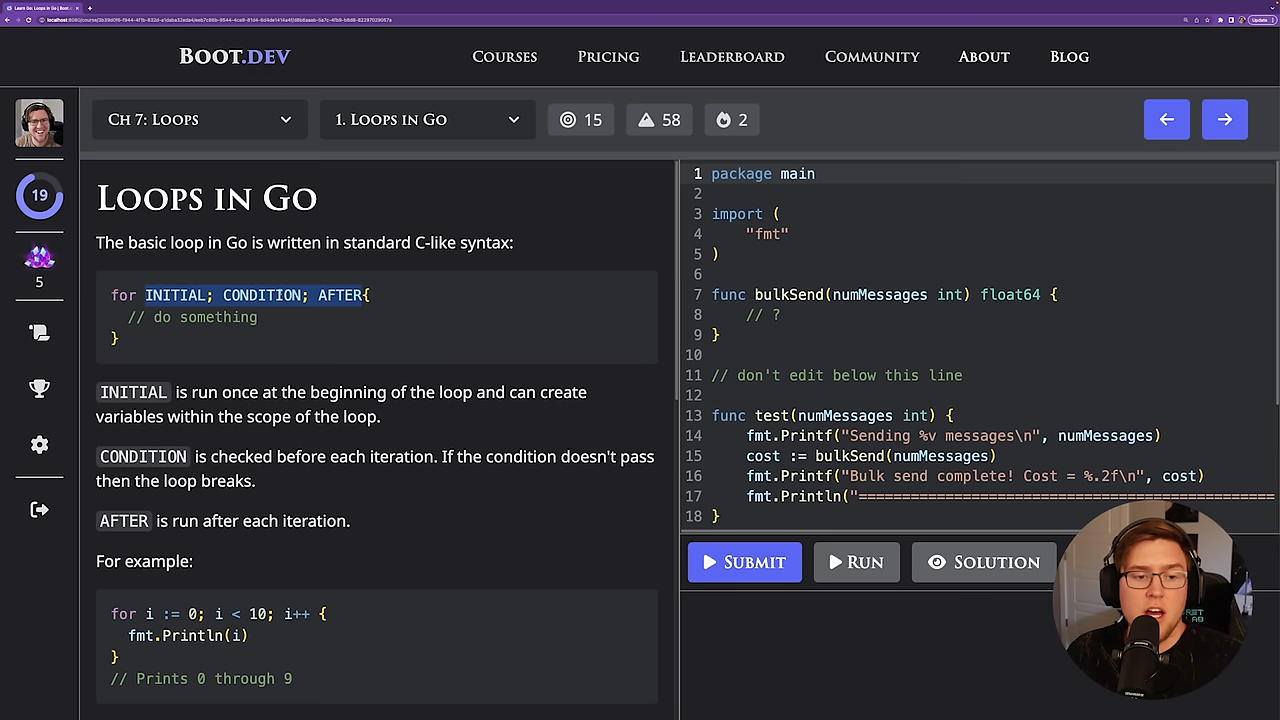 Learn Go: Loops in Go | Boot.d
Update
BOOT.DEV
COURSES
PRICING
LEADERBOARD
COMMUNITY
ABOUT
BLOG
CH 7: LOOPS
1. LOOPS IN GO
15
58
2
19
5
LOOPS IN GO
The basic loop in Go is written in standard C-like syntax:
for INITIAL; CONDITION; AFTER{
// do something
}
INITIAL is run once at the beginning of the loop and can create
variables within the scope of the loop.
CONDITION is checked before each iteration. If the condition doesn't pass
then the loop breaks.
AFTER is run after each iteration.
For example:
for i := 0; i < 10; i++ {
fmt.Println(i)
}
// Prints 0 through 9
1 package main
2
3 import (
4 "fmt"
5 )
6
7 func bulkSend(numMessages int) float64 {
8 // ?
9 }
10
11 // don't edit below this line
12
13 func test(numMessages int) {
14 fmt.Printf("Sending %v messages\n", numMessages)
15 cost := bulkSend(numMessages)
16 fmt.Printf("Bulk send complete! Cost = %.2f\n", cost)
17 fmt.Println("==================================================
18 }
SUBMIT
RUN
SOLUTION